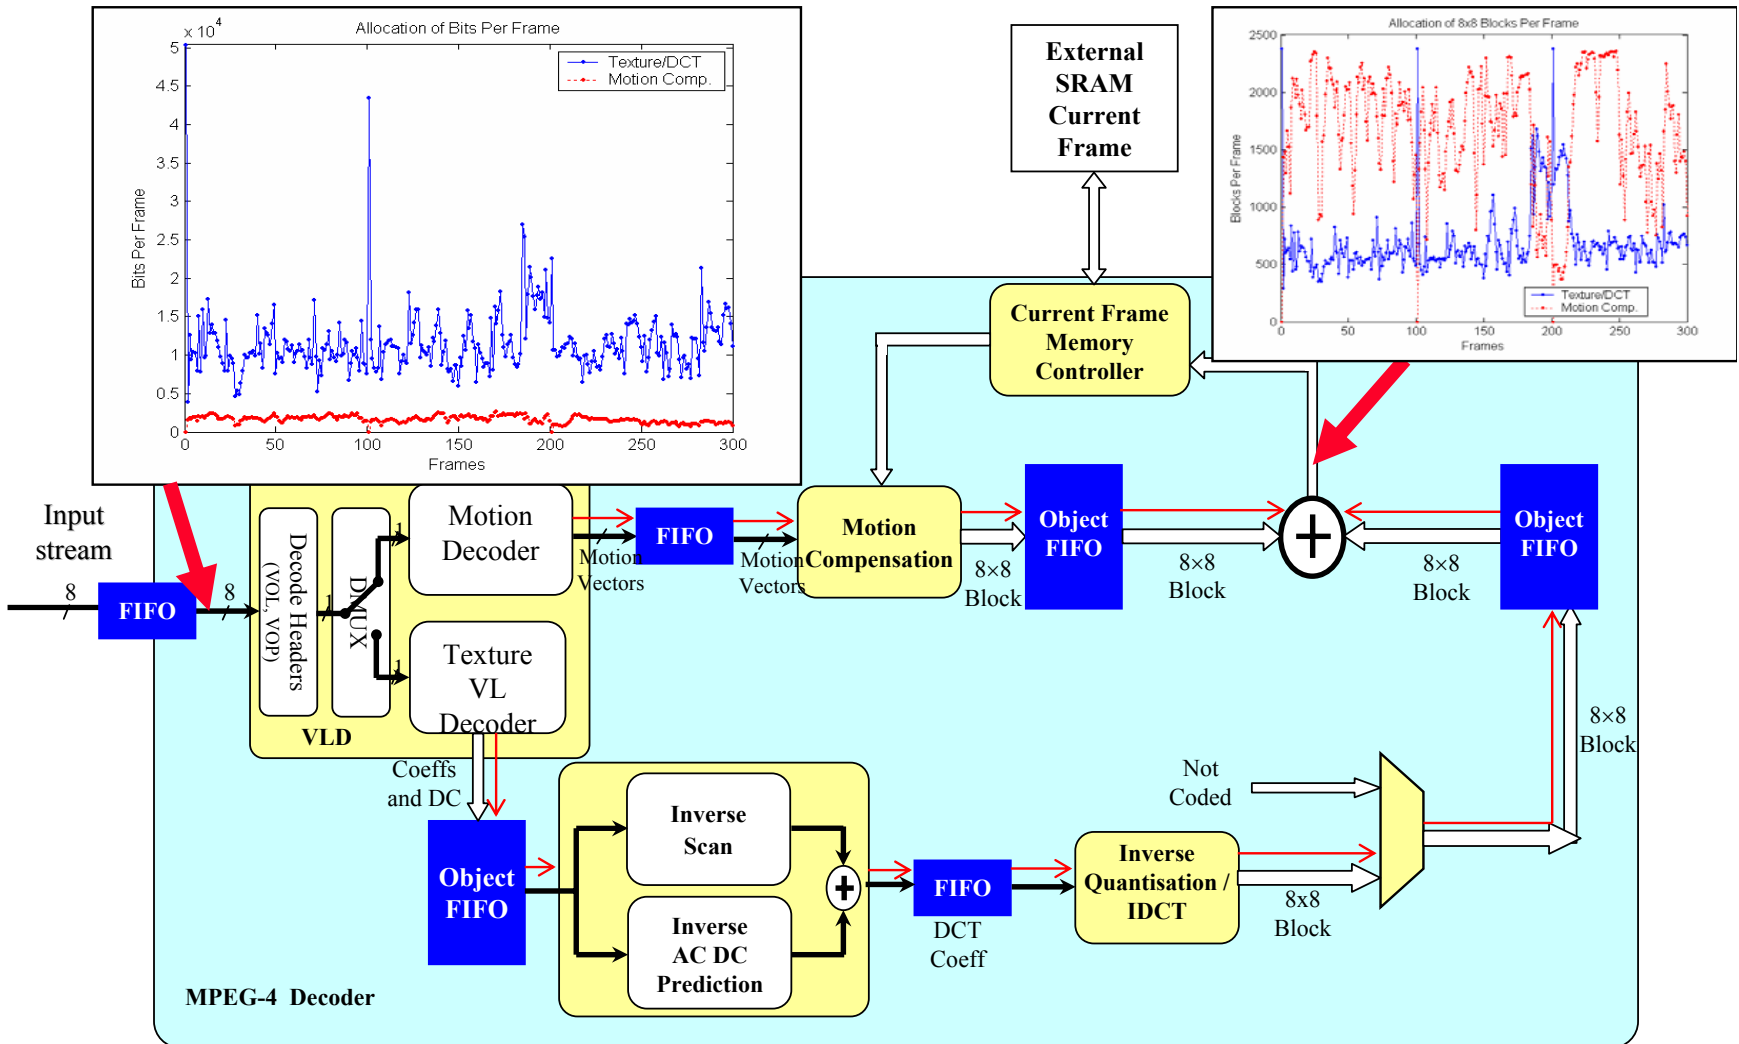 Allocation of Bits Per Frame
x 10^4
5
4.5
4
3.5
3
2.5
2
1.5
1
0.5
0
Bits Per Frame
Texture/DCT
Motion Comp.
0 50 100 150 200 250 300
Frames
External
SRAM
Current
Frame
Allocation of 8x8 Blocks Per Frame
2500
2000
1500
1000
500
0
Blocks Per Frame
Texture/DCT
Motion Comp.
0 50 100 150 200 250 300
Frames
Current Frame
Memory
Controller
Input
stream
8
FIFO
8
Decode Headers
(VOL, VOP)
1
DMUX
1
1
Motion
Decoder
Texture
VL
Decoder
VLD
Motion
Vectors
FIFO
Motion
Vectors
Motion
Compensation
8×8
Block
Object
FIFO
8×8
Block
+
8×8
Block
Object
FIFO
8×8
Block
Coeffs
and DC
Object
FIFO
Inverse
Scan
Inverse
AC DC
Prediction
+
FIFO
DCT
Coeff
Inverse
Quantisation /
IDCT
8x8
Block
Not
Coded
MPEG-4 Decoder